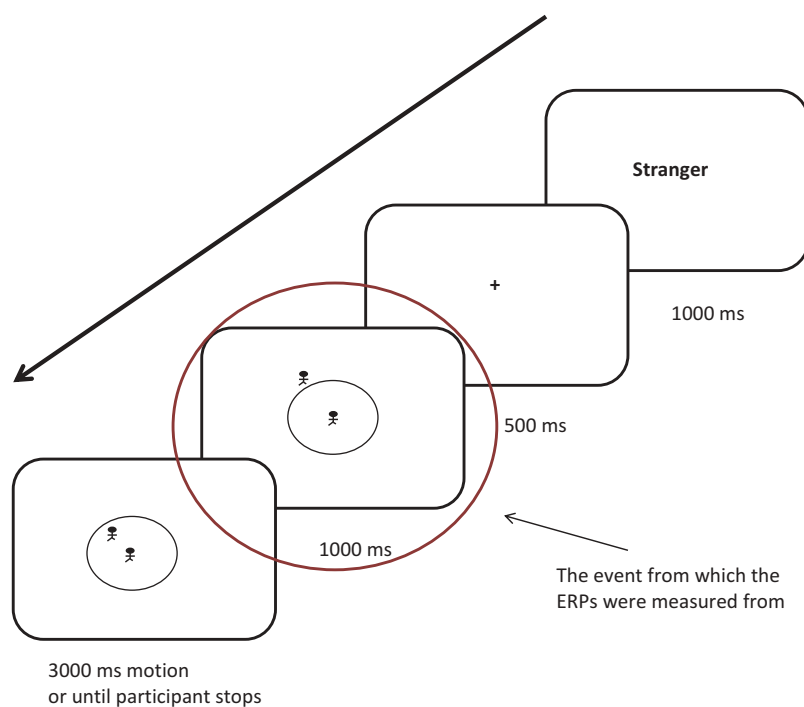 Stranger
1000 ms
+
500 ms
1000 ms
The event from which the
ERPs were measured from
3000 ms motion
or until participant stops